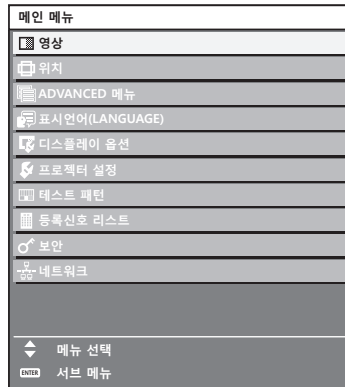 메인 메뉴
영상
위치
ADVANCED 메뉴
표시언어(LANGUAGE)
디스플레이 옵션
프로젝터 설정
테스트 패턴
등록신호 리스트
보안
네트워크
메뉴 선택
ENTER 서브 메뉴